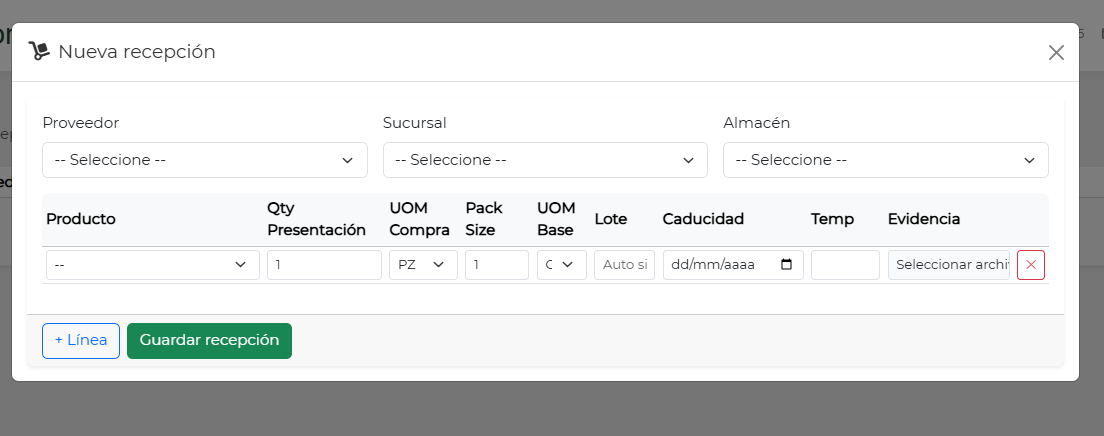 Nueva recepción
Proveedor Sucursal Almacén
-- Seleccione -- -- Seleccione -- -- Seleccione --
Producto Qty Presentación UOM Compra Pack Size UOM Base Lote Caducidad Temp Evidencia
-- 1 PZ 1 Auto si dd/mm/aaaa Seleccionar archi
+ Línea Guardar recepción